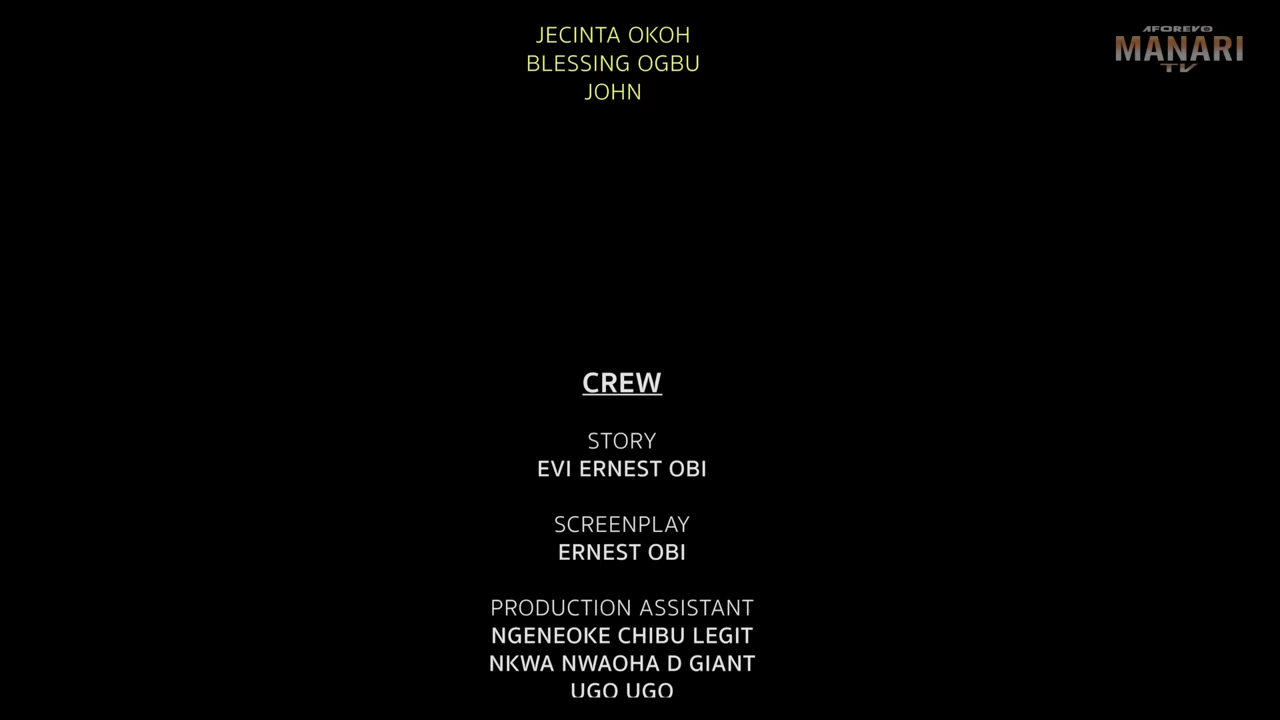 JECINTA OKOH
BLESSING OGBU
JOHN
AFOREVO
MANARI
TV
CREW
STORY
EVI ERNEST OBI
SCREENPLAY
ERNEST OBI
PRODUCTION ASSISTANT
NGENEOKE CHIBU LEGIT
NKWA NWAOHA D GIANT
UGO UGO